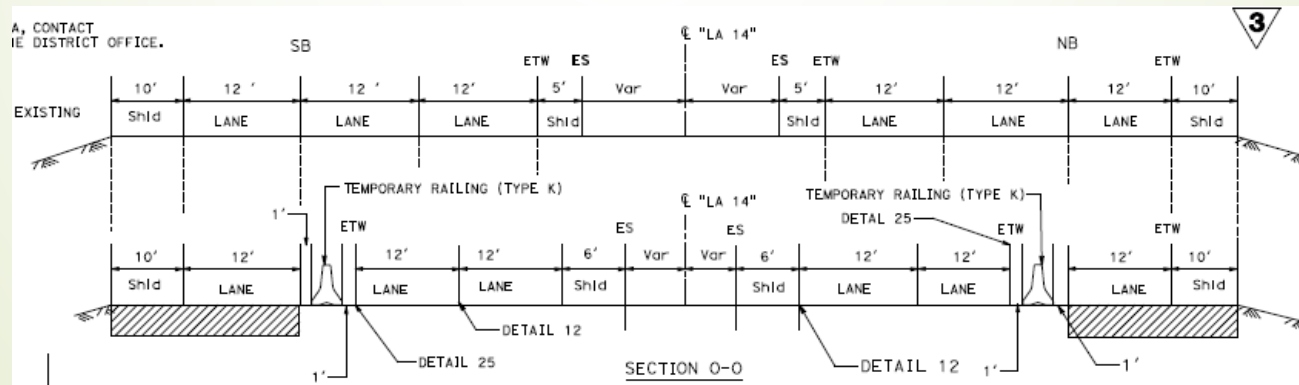 A, CONTACT
E DISTRICT OFFICE.
SB
℄ "LA 14"
NB
3
ETW ES ES ETW ETW
10' 12 ' 12 ' 12' 5' Var Var 5' 12' 12' 12' 10'
EXISTING Shld LANE LANE LANE Shld Shld LANE LANE LANE Shld
TEMPORARY RAILING (TYPE K) ℄ "LA 14" TEMPORARY RAILING (TYPE K)
1' DETAL 25
ETW ES ES ETW ETW
10' 12' 12' 12' 6' Var Var 6' 12' 12' 12' 10'
Shld LANE LANE LANE Shld Shld LANE LANE LANE Shld
DETAIL 12
DETAIL 25 DETAIL 12 1' 1'
1' SECTION O-O